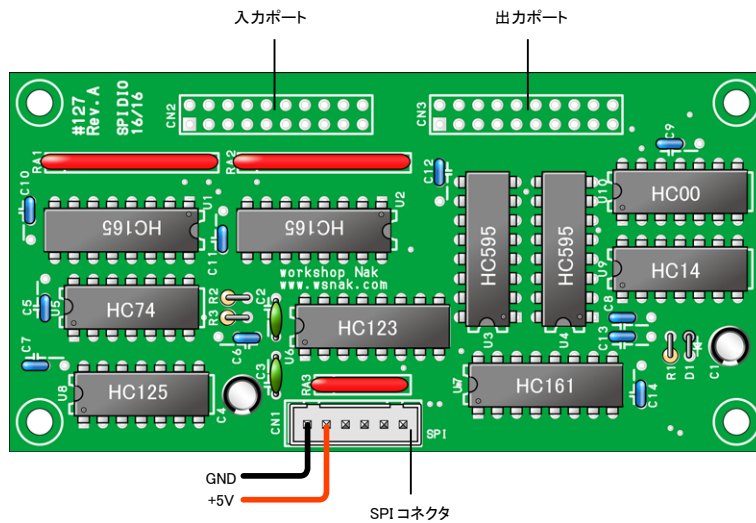 入力ポート
出力ポート
#127
Rev.A
SPIDIO
16/16
CN2
CN3
C9
RA1
RA2
C12
C10
U1
U2
HC165
HC165
C11
HC595
HC595
U10
HC00
U9
HC14
workshop Nak
www.wsnak.com
C5
U5
HC74
R2
R3
C2
C6
U6
HC123
U3
U4
C8
C13
C7
U8
HC125
C4
C3
RA3
U7
HC161
C14
R1
D1
C1
CN1
SPI
GND
+5V
SPIコネクタ